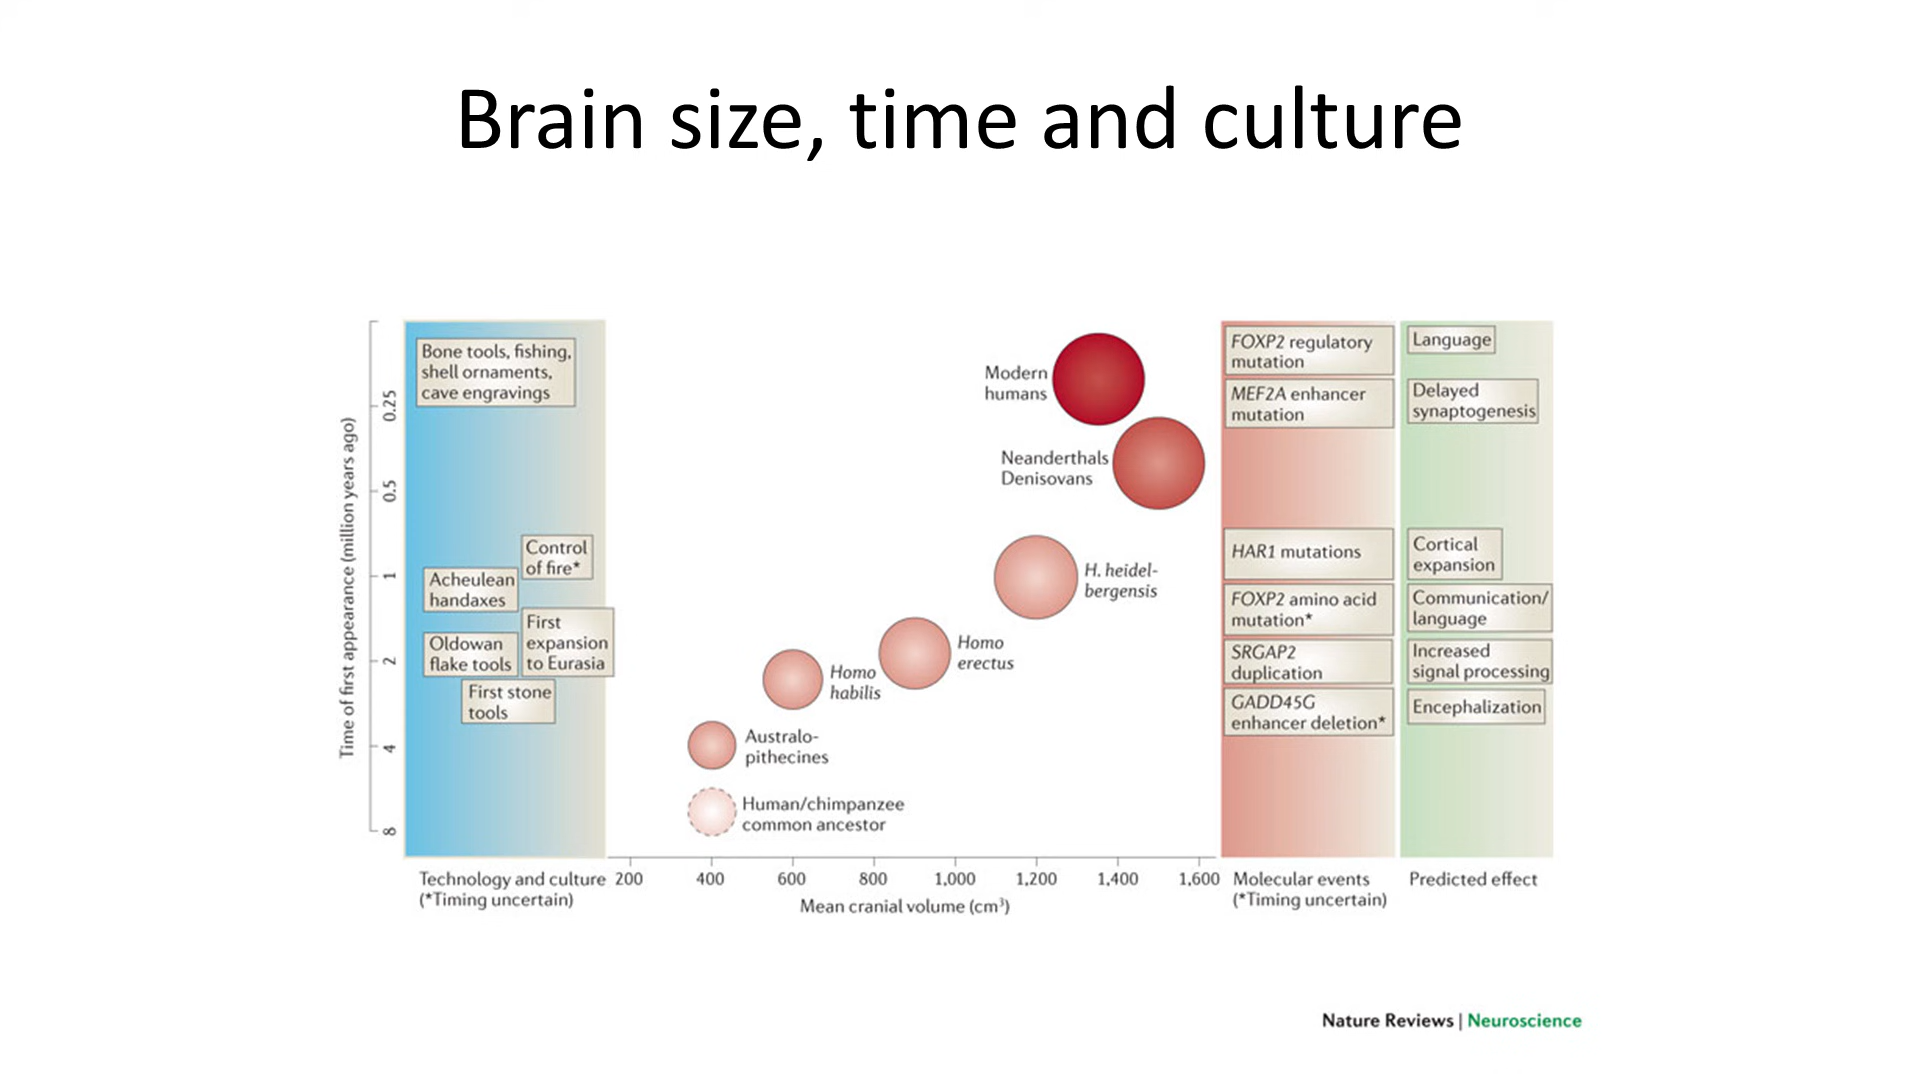 Brain size, time and culture
Time of first appearance (million years ago)
0.25
0.5
1
2
4
8
Bone tools, fishing,
shell ornaments,
cave engravings
Control
of fire*
Acheulean
handaxes
First
expansion
to Eurasia
Oldowan
flake tools
First stone
tools
Technology and culture
(*Timing uncertain)
Modern
humans
Neanderthals
Denisovans
H. heidel-
bergensis
Homo
erectus
Homo
habilis
Australo-
pithecines
Human/chimpanzee
common ancestor
200 400 600 800 1,000 1,200 1,400 1,600
Mean cranial volume (cm³)
FOXP2 regulatory
mutation
MEF2A enhancer
mutation
HAR1 mutations
FOXP2 amino acid
mutation*
SRGAP2
duplication
GADD45G
enhancer deletion*
Molecular events
(*Timing uncertain)
Language
Delayed
synaptogenesis
Cortical
expansion
Communication/
language
Increased
signal processing
Encephalization
Predicted effect
Nature Reviews | Neuroscience